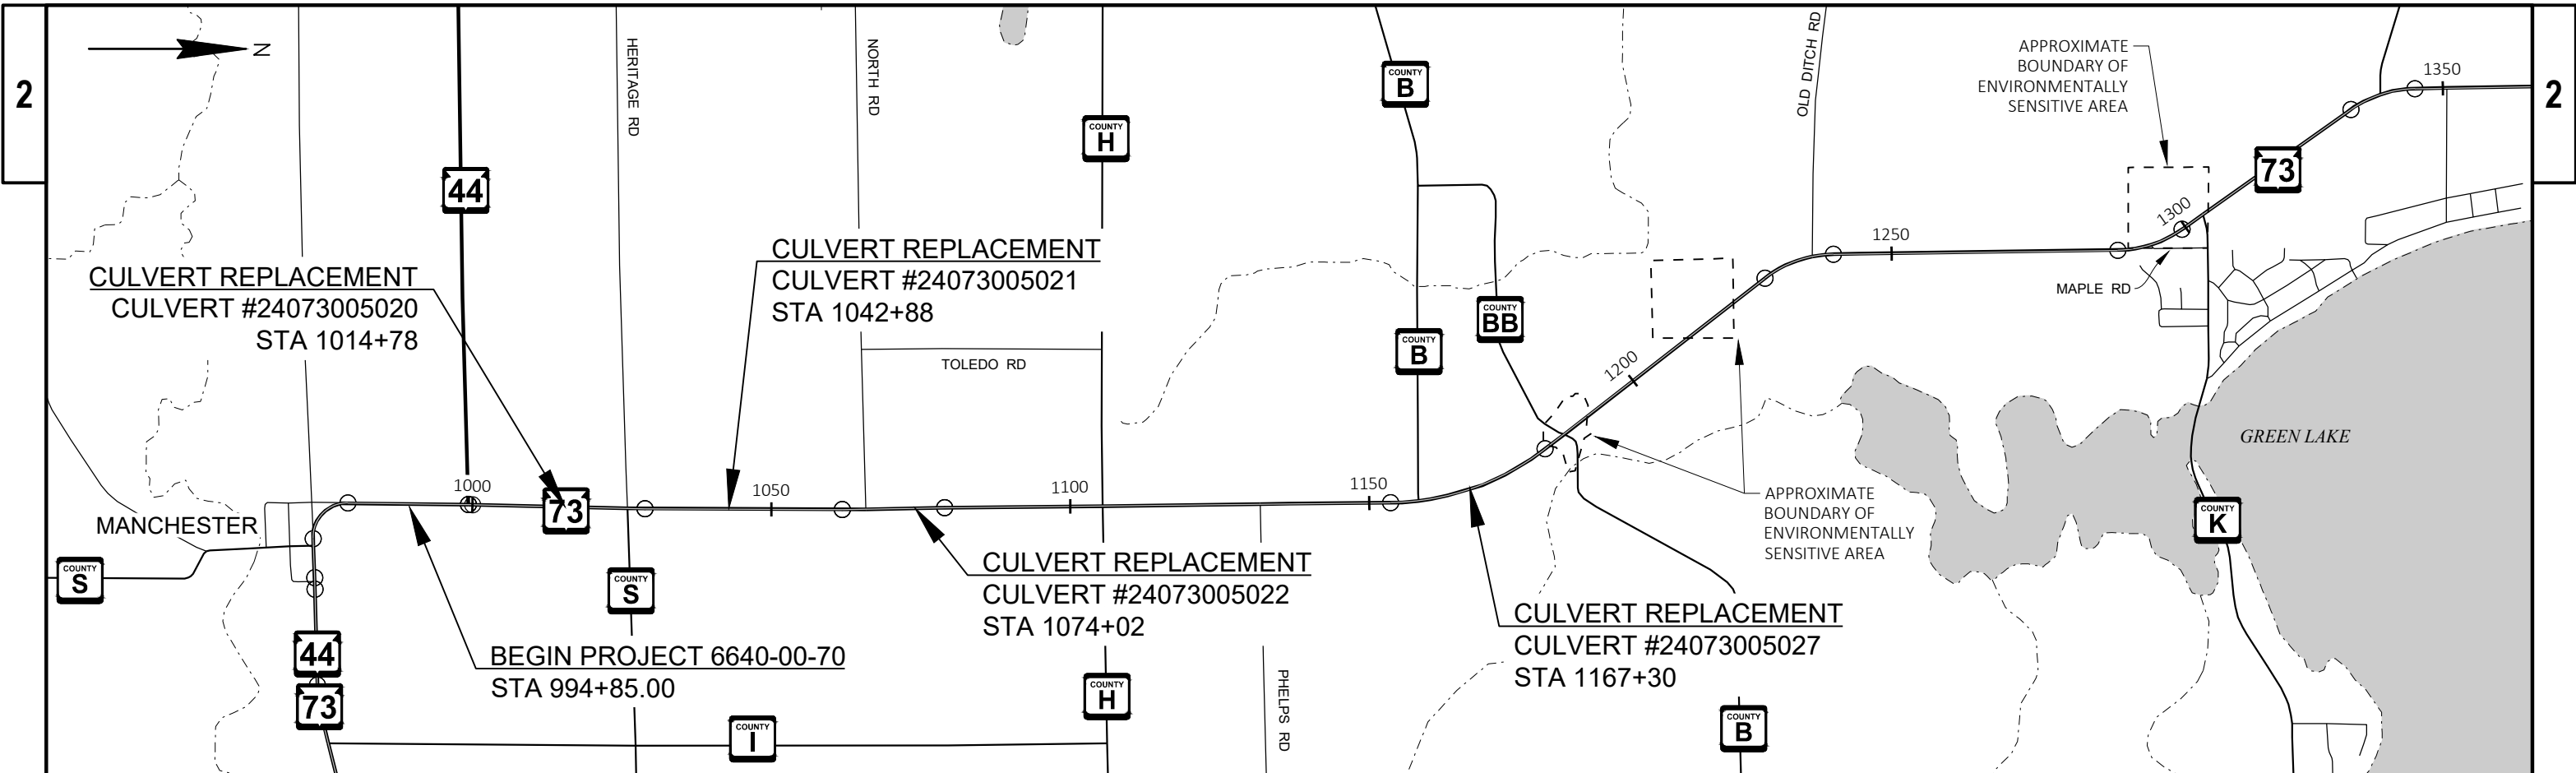 2
N
HERITAGE RD
NORTH RD
COUNTY
H
COUNTY
B
OLD DITCH RD
APPROXIMATE
BOUNDARY OF
ENVIRONMENTALLY
SENSITIVE AREA
1350
2
44
73
1300
CULVERT REPLACEMENT
CULVERT #24073005020
STA 1014+78
CULVERT REPLACEMENT
CULVERT #24073005021
STA 1042+88
TOLEDO RD
COUNTY
B
COUNTY
BB
1250
MAPLE RD
1200
GREEN LAKE
1000
1050
1100
1150
73
MANCHESTER
COUNTY
S
COUNTY
S
APPROXIMATE
BOUNDARY OF
ENVIRONMENTALLY
SENSITIVE AREA
COUNTY
K
CULVERT REPLACEMENT
CULVERT #24073005022
STA 1074+02
CULVERT REPLACEMENT
CULVERT #24073005027
STA 1167+30
44
73
BEGIN PROJECT 6640-00-70
STA 994+85.00
COUNTY
I
COUNTY
H
PHELPS RD
COUNTY
B